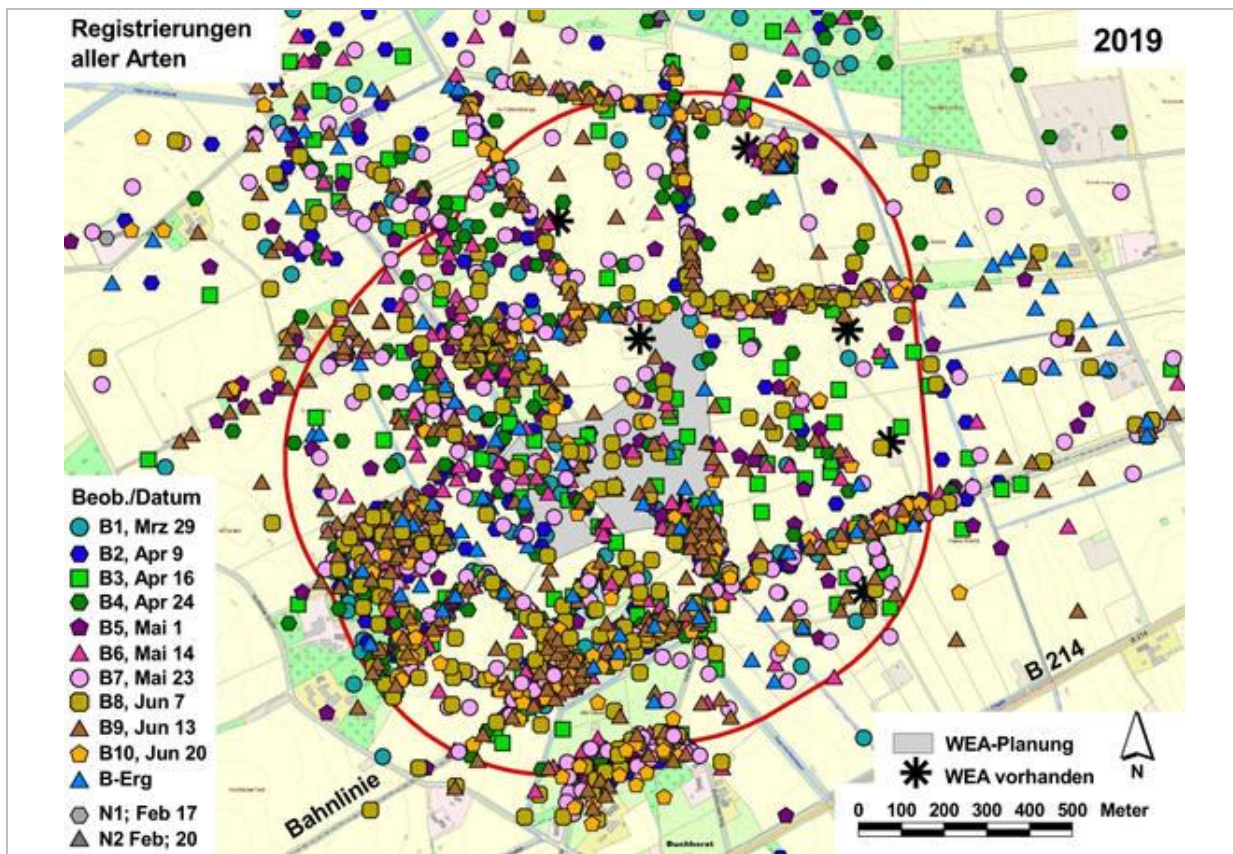 Registrierungen
aller Arten
2019
Beob./Datum
B1, Mrz 29
B2, Apr 9
B3, Apr 16
B4, Apr 24
B5, Mai 1
B6, Mai 14
B7, Mai 23
B8, Jun 7
B9, Jun 13
B10, Jun 20
B-Erg
N1; Feb 17
N2 Feb; 20
Bahnlinie
B 214
B 214
Buchhorst
WEA-Planung
WEA vorhanden
N
0 100 200 300 400 500 Meter